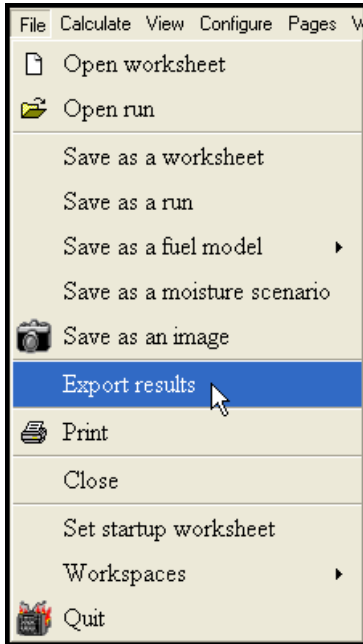 File Calculate View Configure Pages
Open worksheet
Open run
Save as a worksheet
Save as a run
Save as a fuel model
Save as a moisture scenario
Save as an image
Export results
Print
Close
Set startup worksheet
Workspaces
Quit